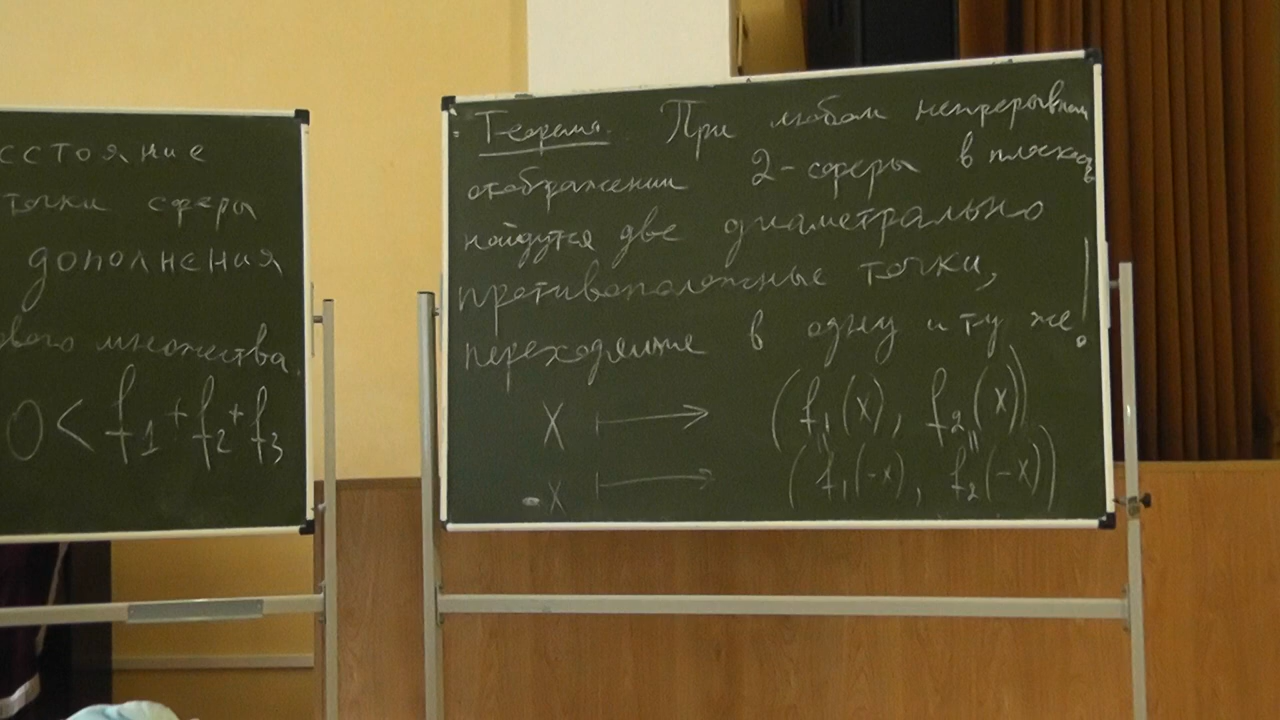 сстояние
точки сферы
дополнения
вого множества.
0 < f₁ + f₂ + f₃
Теорема. При любом непрерывном
отображении 2-сферы в плоскость
найдутся две диаметрально
противоположные точки,
переходящие в одну и ту же!
X ↦ (f₁(x), f₂(x))
" "
-X ↦ (f₁(-x), f₂(-x))